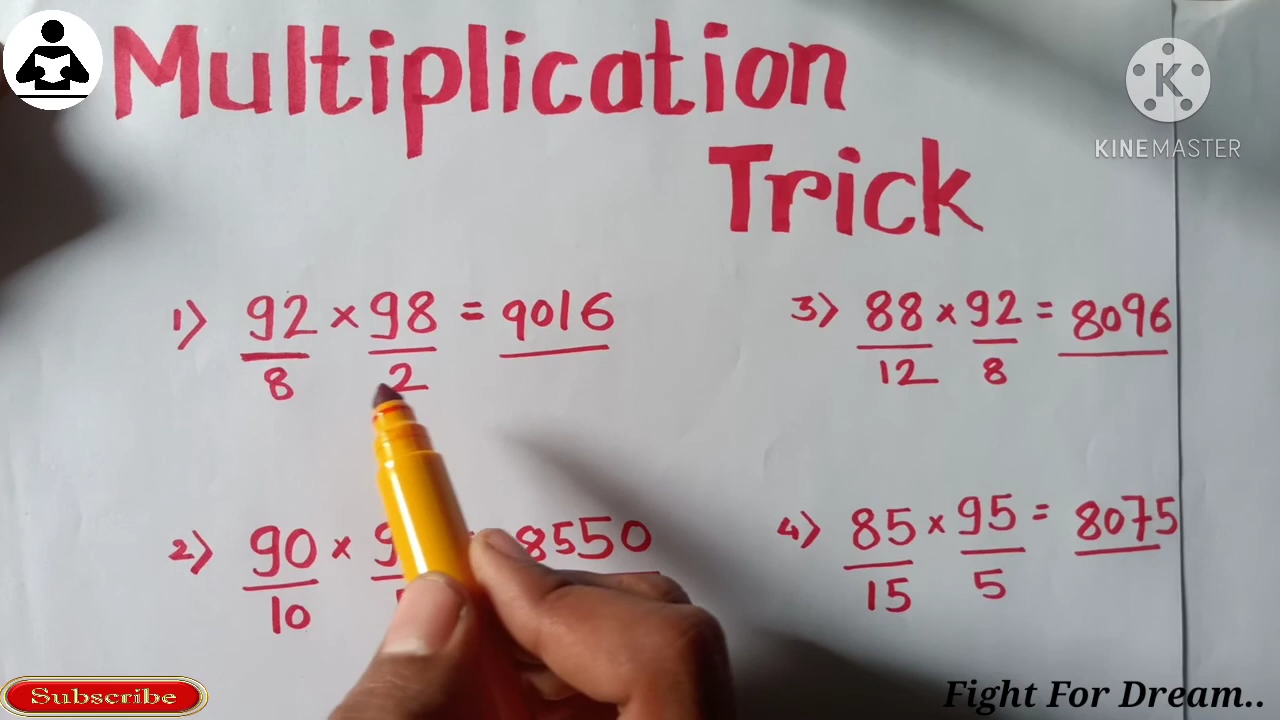 Multiplication
Trick
K
KINEMASTER
1) 92 × 98 = 9016
8 2
3) 88 × 92 = 8096
12 8
2) 90 × 9 8550
10
4) 85 × 95 = 8075
15 5
Subscribe
Fight For Dream..